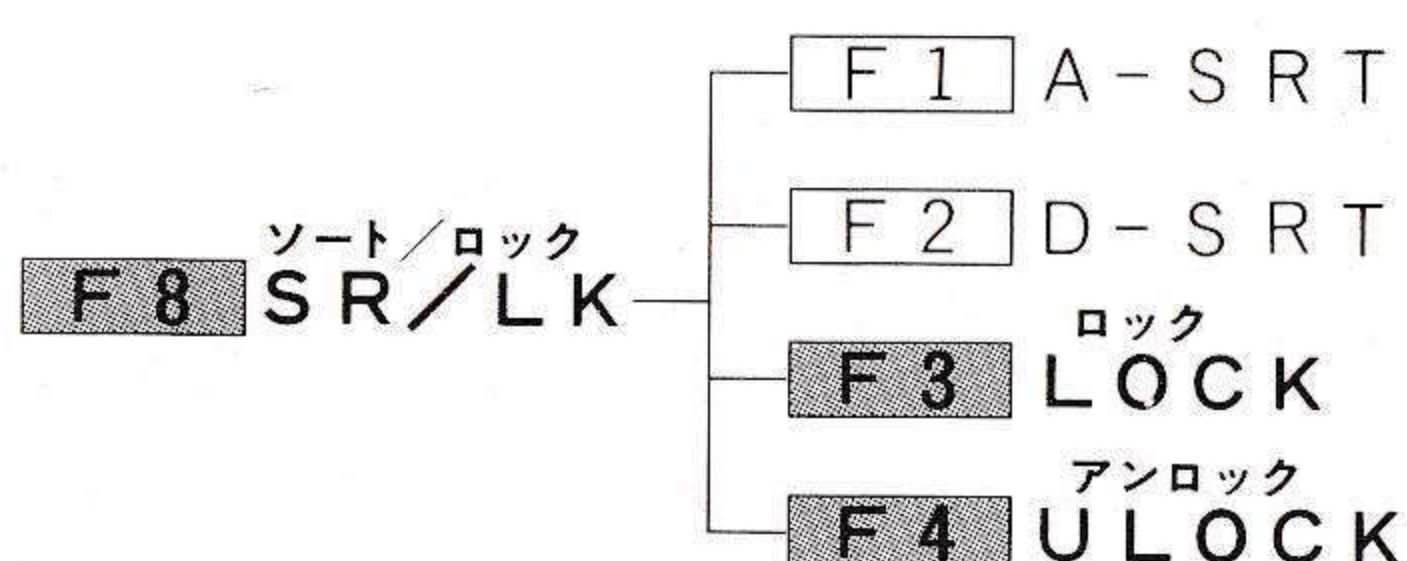 F1 A-SRT
F2 D-SRT
ソート/ロック
F8 SR/LK
ロック
F3 LOCK
アンロック
F4 ULOCK